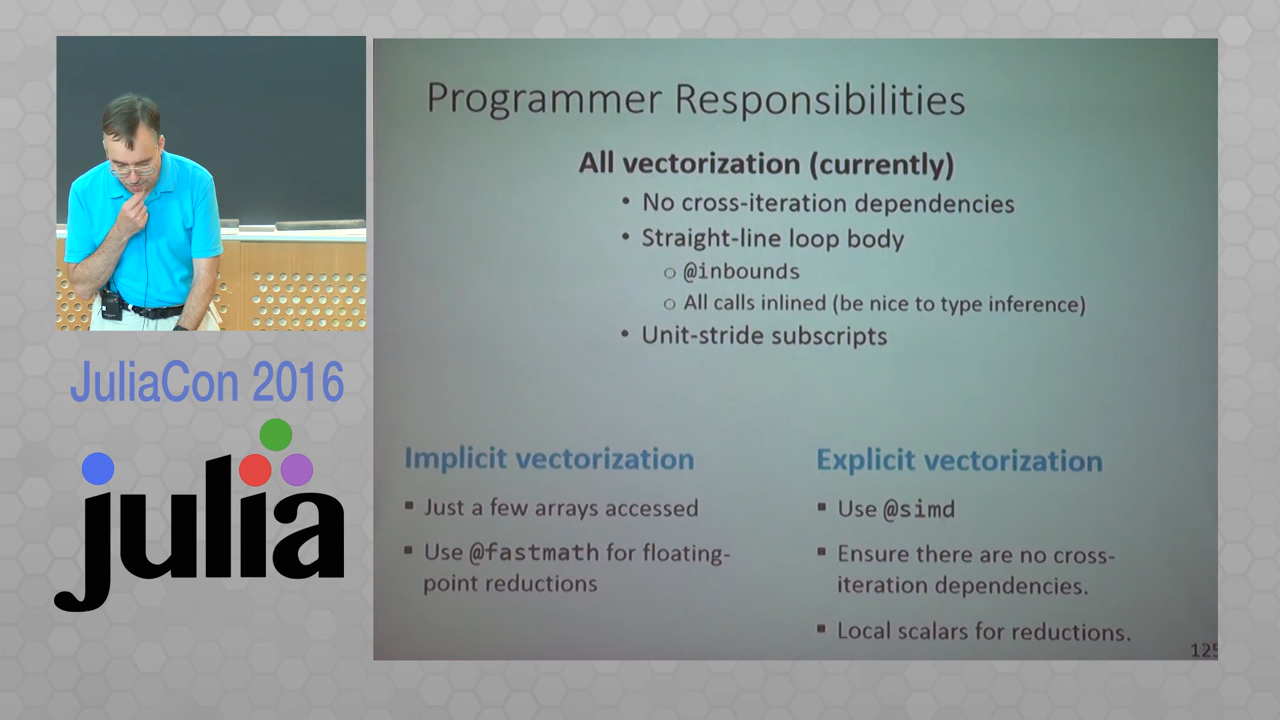 Programmer Responsibilities
All vectorization (currently)
• No cross-iteration dependencies
• Straight-line loop body
○ @inbounds
○ All calls inlined (be nice to type inference)
• Unit-stride subscripts
Implicit vectorization
▪ Just a few arrays accessed
▪ Use @fastmath for floating-
point reductions
Explicit vectorization
▪ Use @simd
▪ Ensure there are no cross-
iteration dependencies.
▪ Local scalars for reductions.
125
JuliaCon 2016
julia